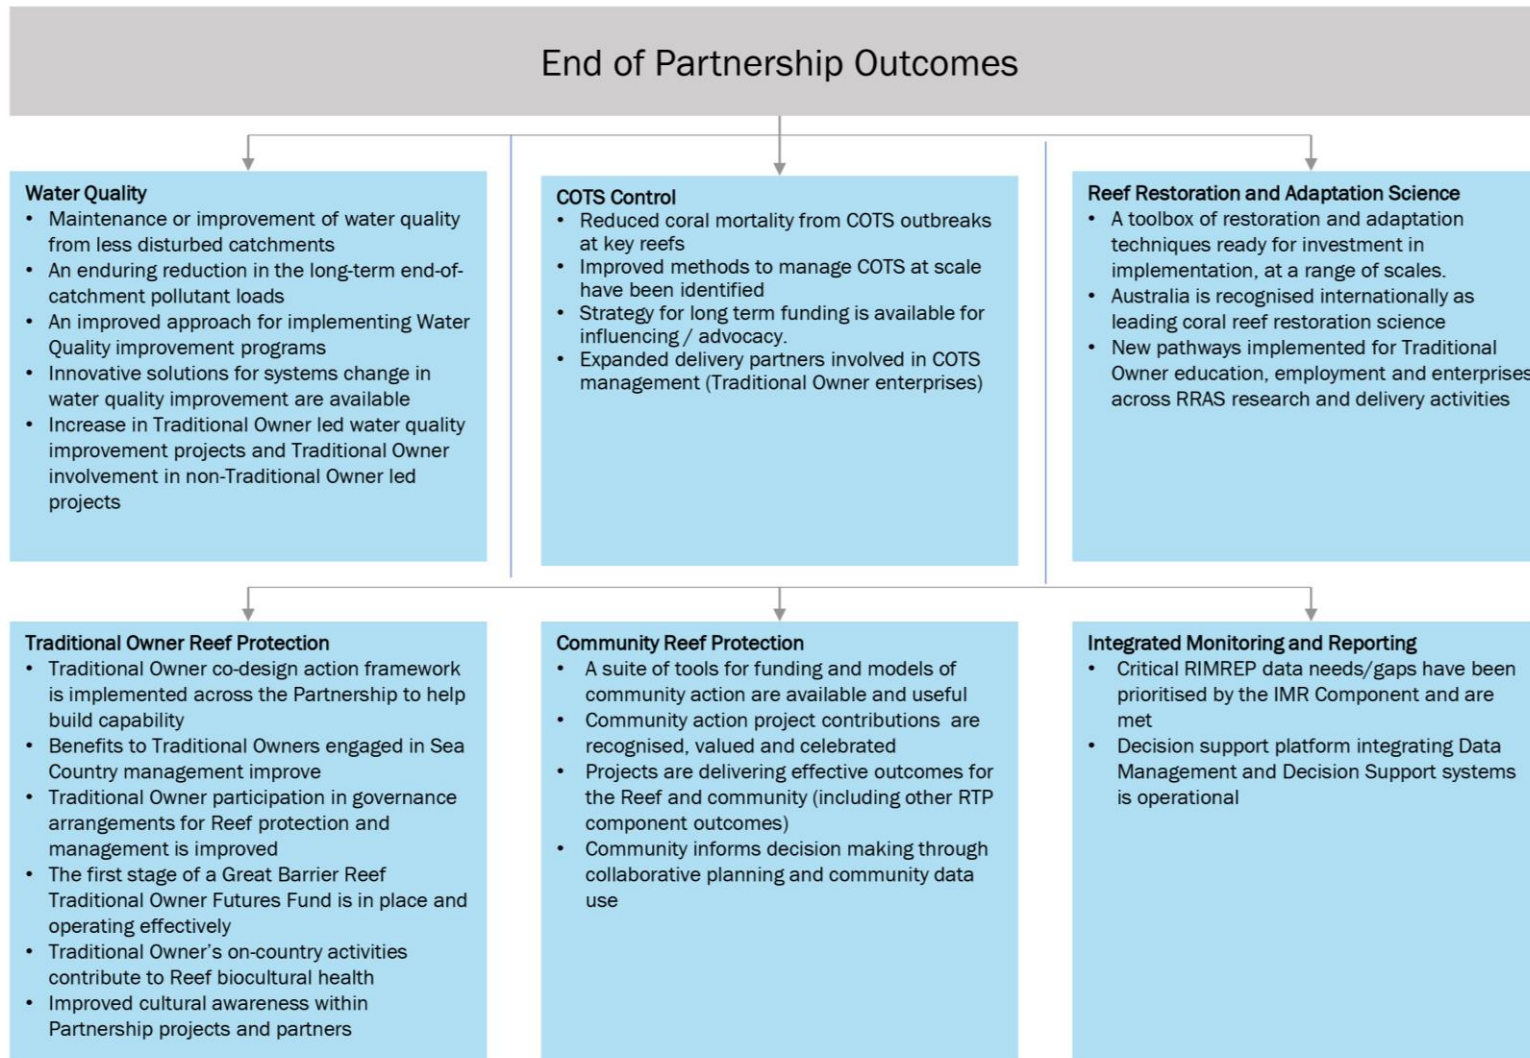 End of Partnership Outcomes
Water Quality
• Maintenance or improvement of water quality
from less disturbed catchments
• An enduring reduction in the long-term end-of-
catchment pollutant loads
• An improved approach for implementing Water
Quality improvement programs
• Innovative solutions for systems change in
water quality improvement are available
• Increase in Traditional Owner led water quality
improvement projects and Traditional Owner
involvement in non-Traditional Owner led
projects
COTS Control
• Reduced coral mortality from COTS outbreaks
at key reefs
• Improved methods to manage COTS at scale
have been identified
• Strategy for long term funding is available for
influencing / advocacy.
• Expanded delivery partners involved in COTS
management (Traditional Owner enterprises)
Reef Restoration and Adaptation Science
• A toolbox of restoration and adaptation
techniques ready for investment in
implementation, at a range of scales.
• Australia is recognised internationally as
leading coral reef restoration science
• New pathways implemented for Traditional
Owner education, employment and enterprises
across RRAS research and delivery activities
Traditional Owner Reef Protection
• Traditional Owner co-design action framework
is implemented across the Partnership to help
build capability
• Benefits to Traditional Owners engaged in Sea
Country management improve
• Traditional Owner participation in governance
arrangements for Reef protection and
management is improved
• The first stage of a Great Barrier Reef
Traditional Owner Futures Fund is in place and
operating effectively
• Traditional Owner’s on-country activities
contribute to Reef biocultural health
• Improved cultural awareness within
Partnership projects and partners
Community Reef Protection
• A suite of tools for funding and models of
community action are available and useful
• Community action project contributions are
recognised, valued and celebrated
• Projects are delivering effective outcomes for
the Reef and community (including other RTP
component outcomes)
• Community informs decision making through
collaborative planning and community data
use
Integrated Monitoring and Reporting
• Critical RIMREP data needs/gaps have been
prioritised by the IMR Component and are
met
• Decision support platform integrating Data
Management and Decision Support systems
is operational